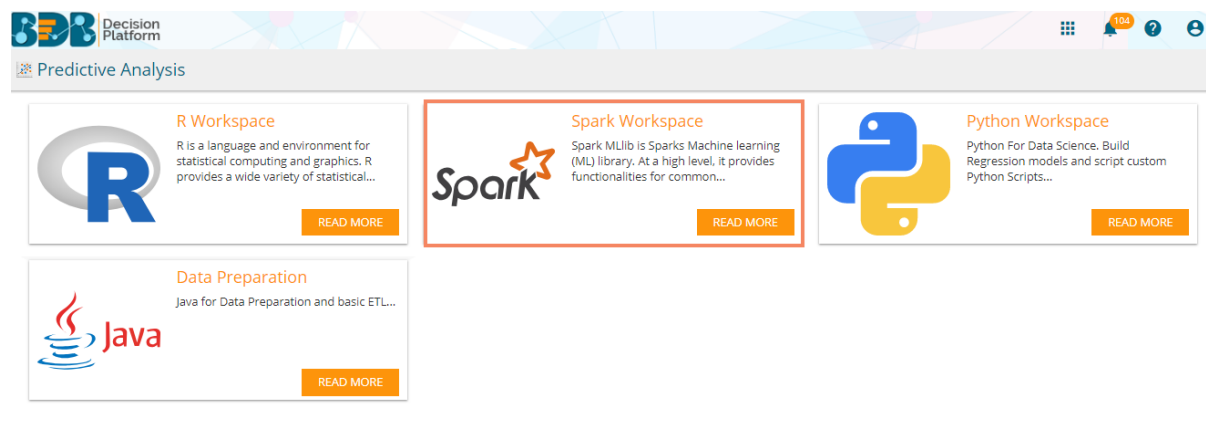 BDB Decision
Platform
104
Predictive Analysis
R Workspace
R is a language and environment for
statistical computing and graphics. R
provides a wide variety of statistical...
READ MORE
R
Spark Workspace
Spark MLlib is Sparks Machine learning
(ML) library. At a high level, it provides
functionalities for common...
READ MORE
Spark
Python Workspace
Python For Data Science. Build
Regression models and script custom
Python Scripts...
READ MORE
Data Preparation
Java for Data Preparation and basic ETL...
READ MORE
Java